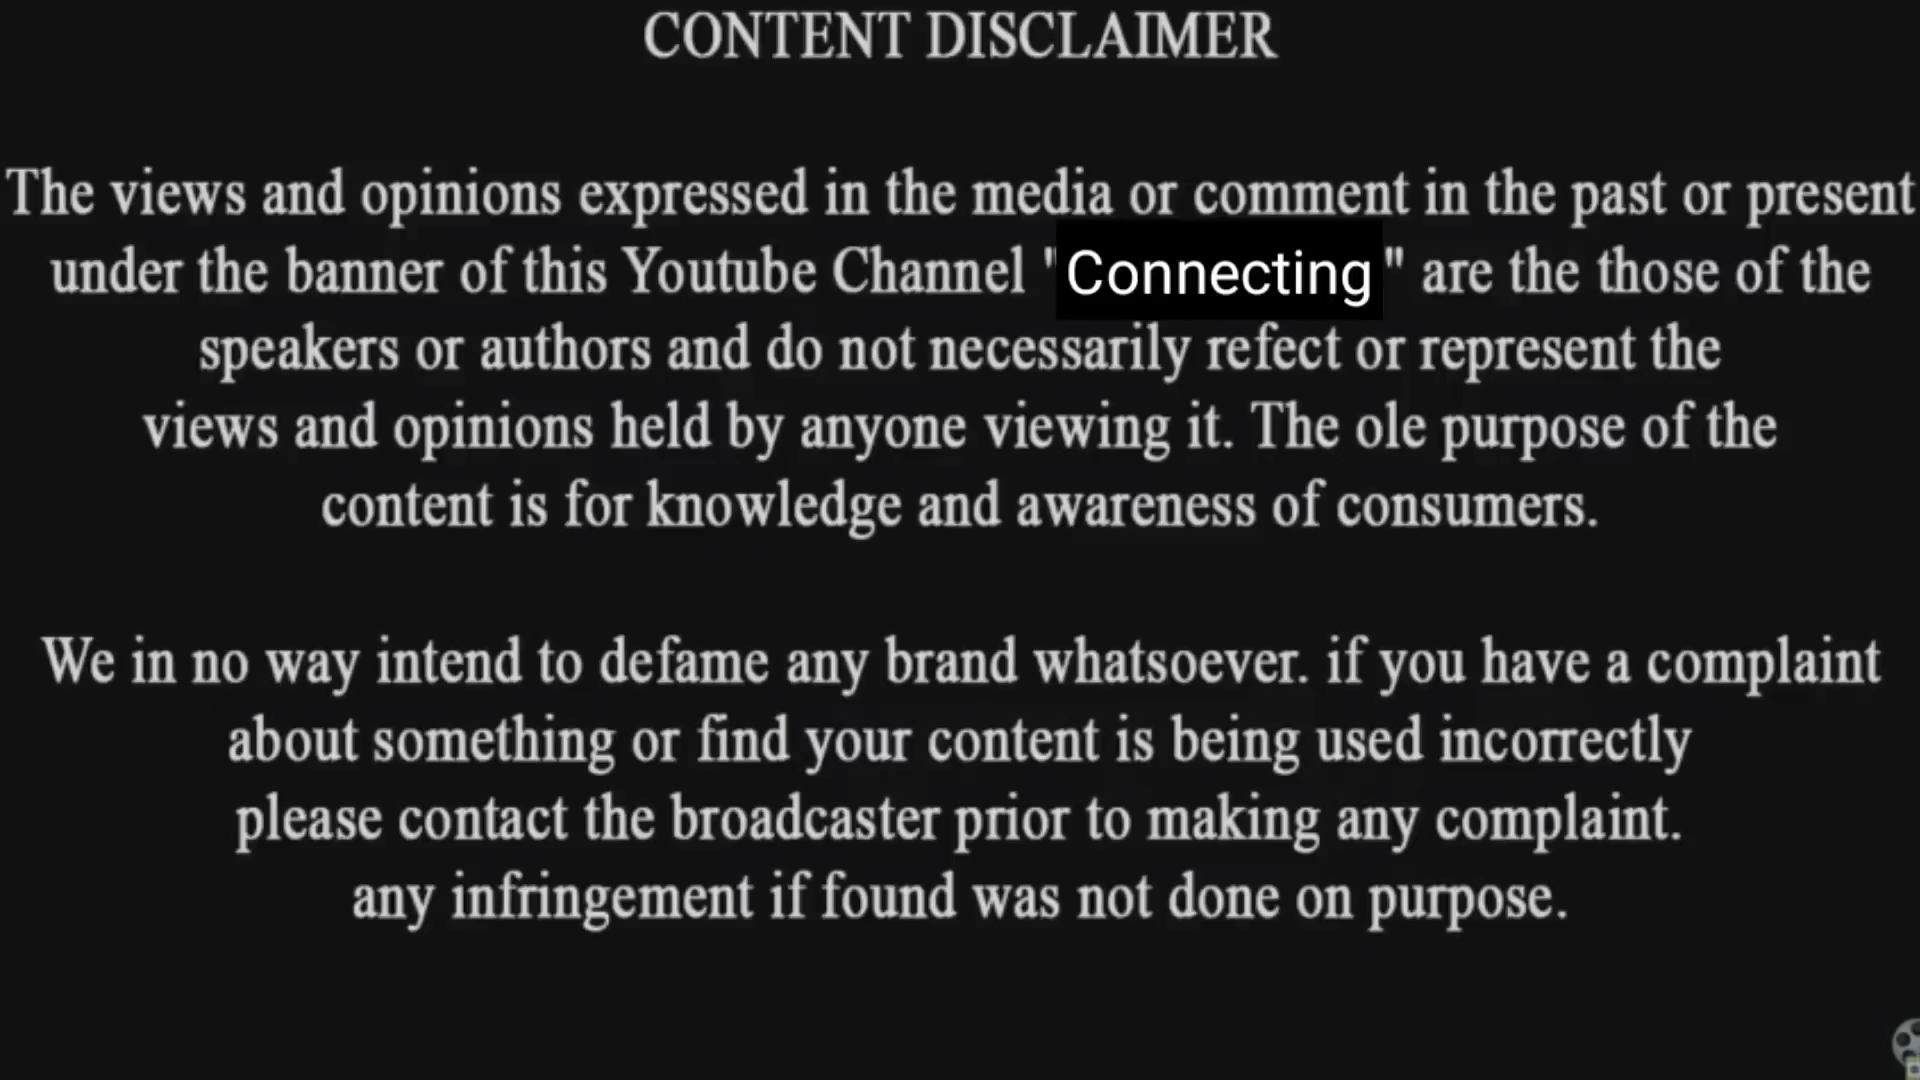 CONTENT DISCLAIMER
The views and opinions expressed in the media or comment in the past or present
under the banner of this Youtube Channel "Connecting" are the those of the
speakers or authors and do not necessarily refect or represent the
views and opinions held by anyone viewing it. The ole purpose of the
content is for knowledge and awareness of consumers.
We in no way intend to defame any brand whatsoever. if you have a complaint
about something or find your content is being used incorrectly
please contact the broadcaster prior to making any complaint.
any infringement if found was not done on purpose.